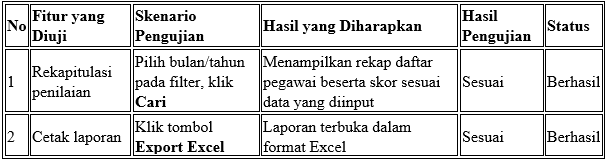 No
Fitur yang
Diuji
Skenario
Pengujian
Hasil yang Diharapkan
Hasil
Pengujian
Status
1
Rekapitulasi
penilaian
Pilih bulan/tahun
pada filter, klik
Cari
Menampilkan rekap daftar
pegawai beserta skor sesuai
data yang diinput
Sesuai
Berhasil
2
Cetak laporan
Klik tombol
Export Excel
Laporan terbuka dalam
format Excel
Sesuai
Berhasil